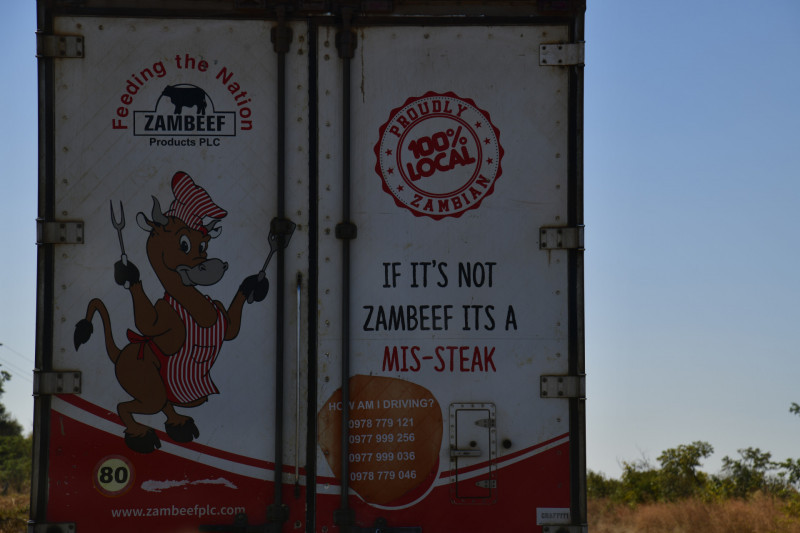 Feeding the Nation
ZAMBEEF
Products PLC
PROUDLY
100%
LOCAL
ZAMBIAN
IF IT'S NOT
ZAMBEEF ITS A
MIS-STEAK
HOW AM I DRIVING?
0978 779 121
0977 999 256
0977 999 036
0978 779 046
80
www.zambeefplc.com